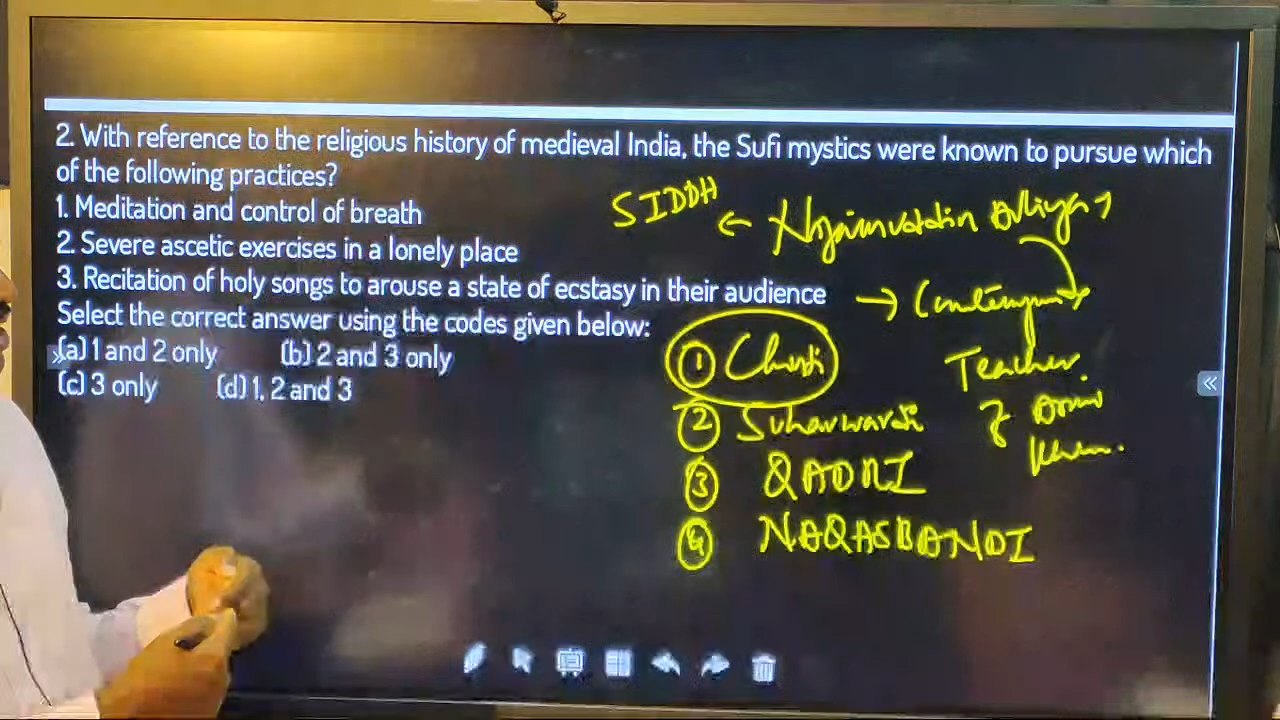 2. With reference to the religious history of medieval India, the Sufi mystics were known to pursue which
of the following practices?
1. Meditation and control of breath
2. Severe ascetic exercises in a lonely place
3. Recitation of holy songs to arouse a state of ecstasy in their audience
Select the correct answer using the codes given below:
(a) 1 and 2 only (b) 2 and 3 only
(c) 3 only (d) 1, 2 and 3
SIDDH ←
→
Teacher
① Chisti
② Suharwardi
③ QADRI
④ NAQASBANDI
«